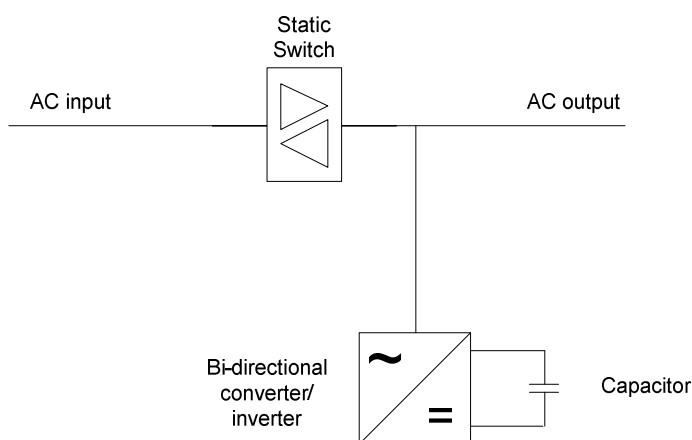 Static
Switch
AC input
AC output
Bi-directional
converter/
inverter
~
=
Capacitor